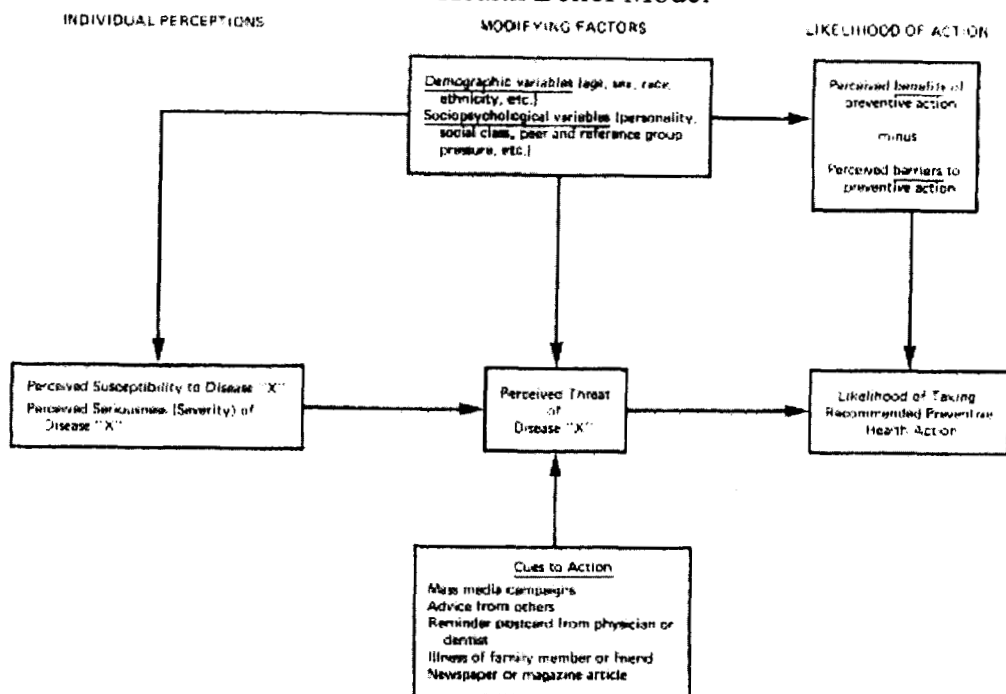 Health Belief Model
INDIVIDUAL PERCEPTIONS
MODIFYING FACTORS
LIKELIHOOD OF ACTION
Demographic variables (age, sex, race,
ethnicity, etc.)
Sociopsychological variables (personality,
social class, peer and reference group
pressure, etc.)
Perceived benefits of
preventive action
minus
Perceived barriers to
preventive action
Perceived Susceptibility to Disease "X"
Perceived Seriousness (Severity) of
Disease "X"
Perceived Threat
of
Disease "X"
Likelihood of Taking
Recommended Preventive
Health Action
Cues to Action
Mass media campaigns
Advice from others
Reminder postcard from physician or
dentist
Illness of family member or friend
Newspaper or magazine article